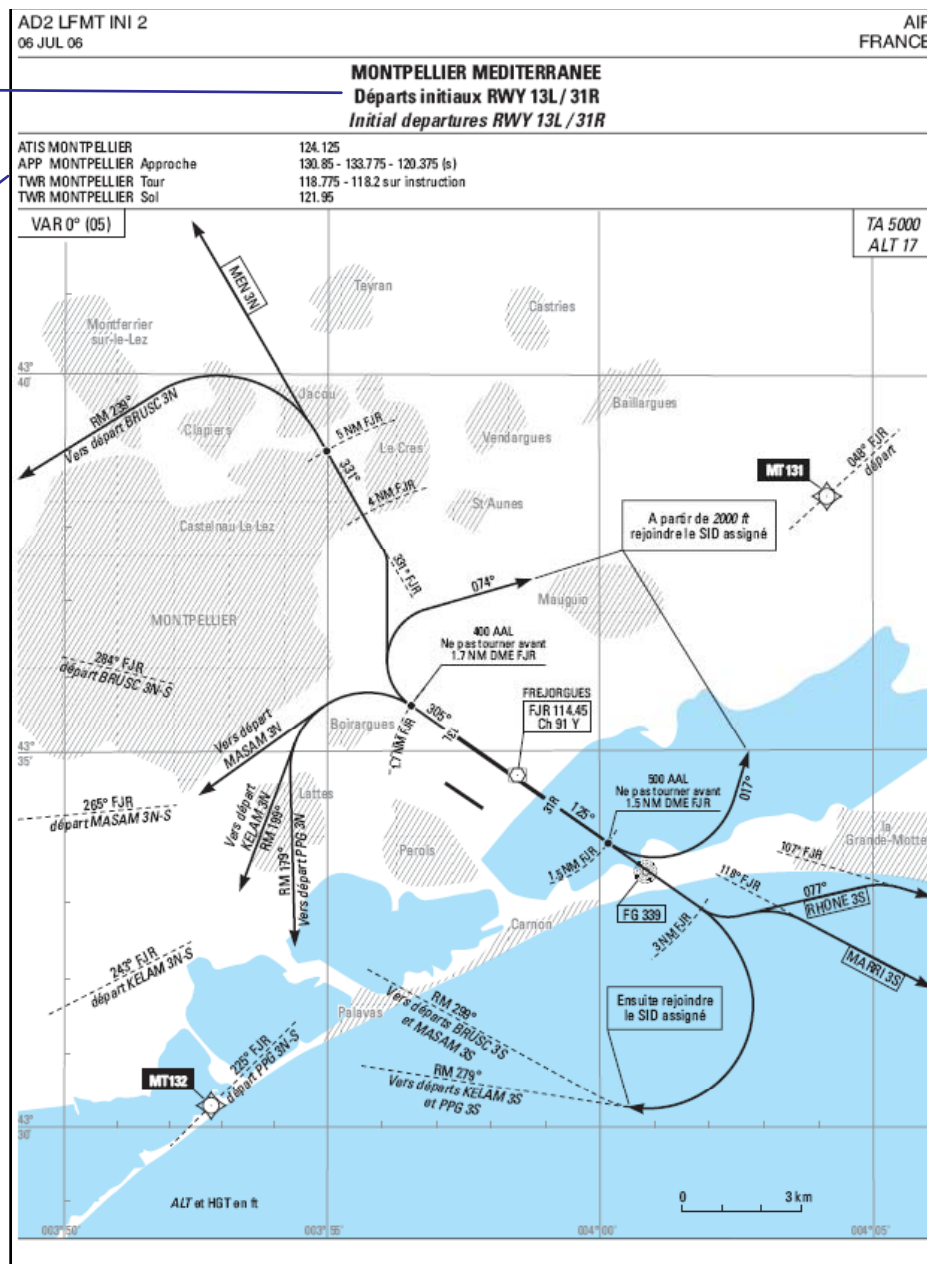 AD2 LFMT INI 2
AIP
FRANCE
06 JUL 06
MONTPELLIER MEDITERRANEE
Départs initiaux RWY 13L / 31R
Initial departures RWY 13L / 31R
ATIS MONTPELLIER 124.125
APP MONTPELLIER Approche 130.85 - 133.775 - 120.375 (s)
TWR MONTPELLIER Tour 118.775 - 118.2 sur instruction
TWR MONTPELLIER Sol 121.95
VAR 0° (05)
TA 5000
ALT 17
MEN 3N
Teyran
Castries
Montferrier
sur-le-Lez
43°
40'
RM 239°
Vers départ BRUSC 3N
Jacou
Clapiers
5 NM FJR
Le Cres
Vendargues
Baillargues
331°
4 NM FJR
St Aunes
Castelnau Le Lez
MT131
048° FJR
départ
A partir de 2000 ft
rejoindre le SID assigné
331° FJR
074°
Mauguio
MONTPELLIER
400 AAL
Ne pas tourner avant
1.7 NM DME FJR
284° FJR
départ BRUSC 3N-S
FREJORGUES
FJR 114.45
Ch 91 Y
305°
13L
1.7 NM FJR
Boirargues
Vers départ
MASAM 3N
43°
35'
500 AAL
Ne pas tourner avant
1.5 NM DME FJR
017°
31R
125°
265° FJR
départ MASAM 3N-S
Lattes
Vers départ
KELAM 3N
RM 199°
RM 179°
Vers départ PPG 3N
Perols
1.5 NM FJR
la
Grande-Motte
107° FJR
118° FJR
077°
RHONE 3S
FG 339
Carnon
3 NM FJR
MARRI 3S
243° FJR
départ KELAM 3N-S
Palavas
RM 299°
Vers départs BRUSC 3S
et MASAM 3S
Ensuite rejoindre
le SID assigné
225° FJR
départ PPG 3N-S
MT132
RM 279°
Vers départs KELAM 3S
et PPG 3S
43°
30'
ALT et HGT en ft
0 3 km
003°50'
003°55'
004°00'
004°05'